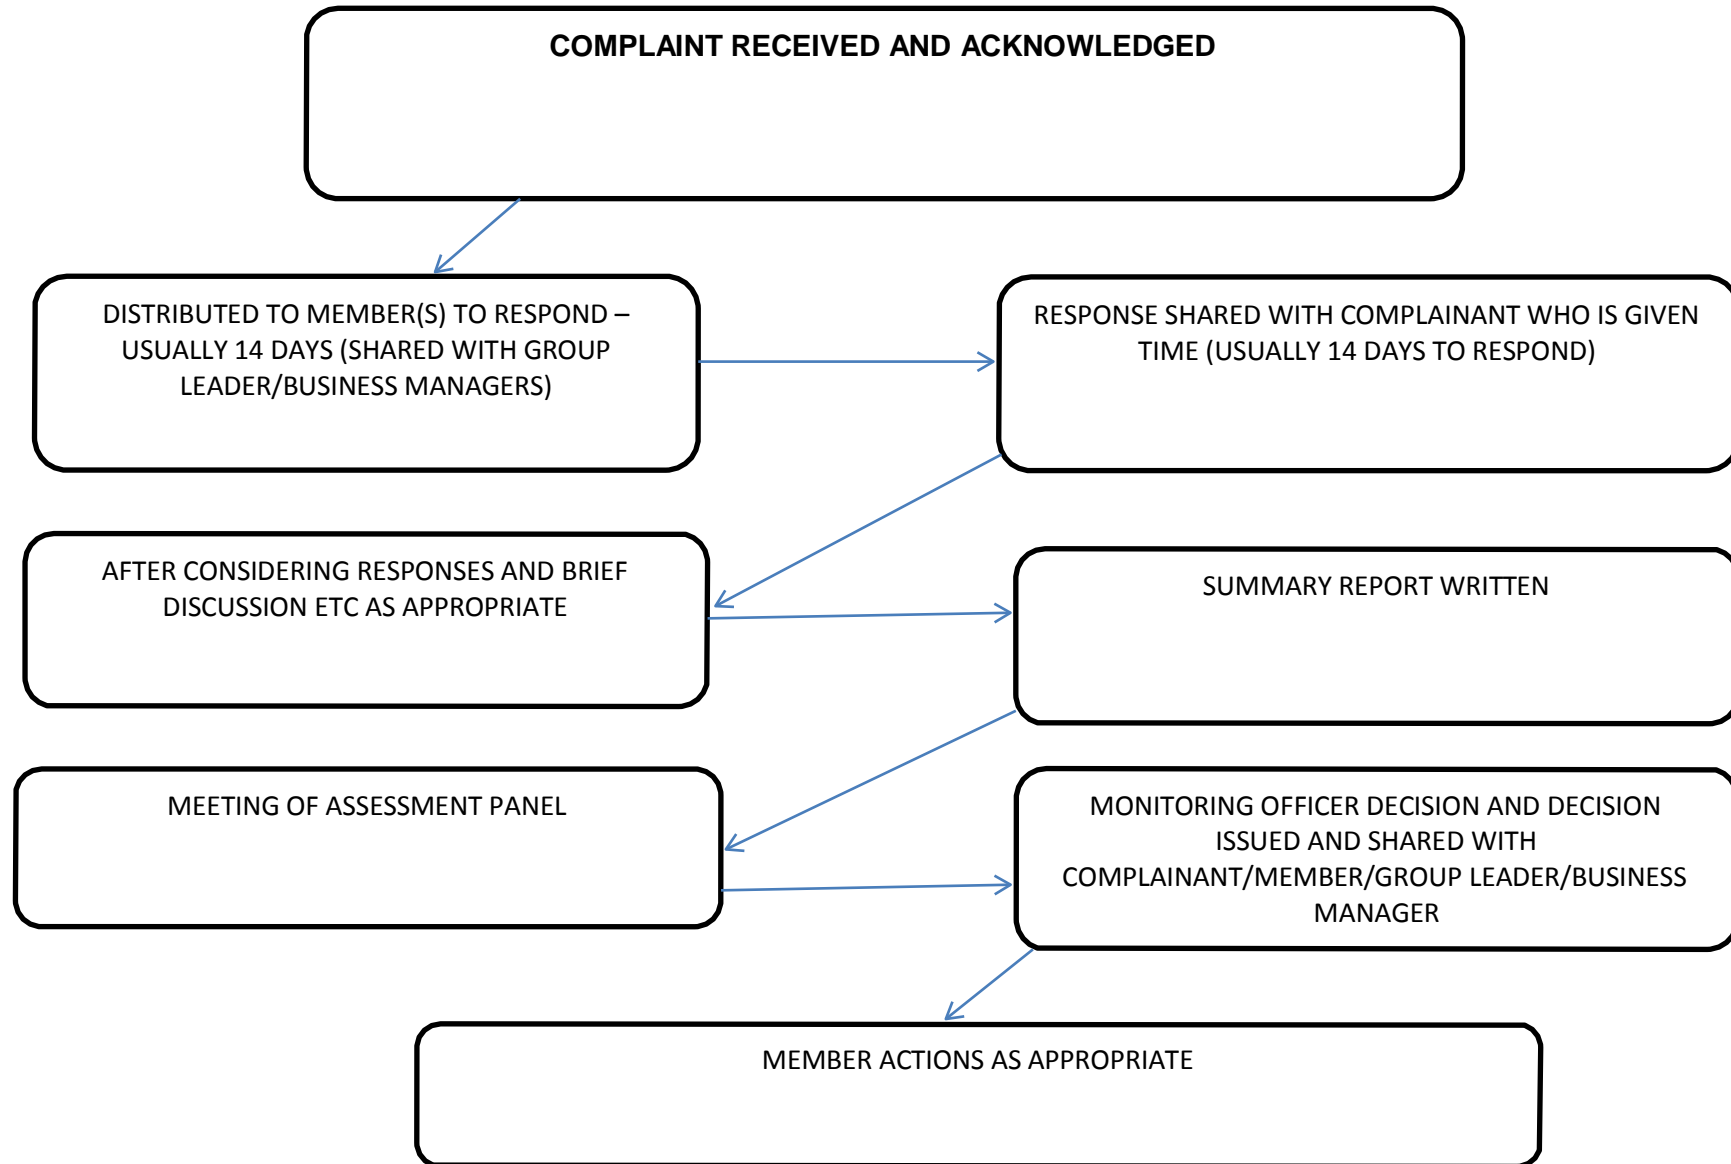 COMPLAINT RECEIVED AND ACKNOWLEDGED
DISTRIBUTED TO MEMBER(S) TO RESPOND –
USUALLY 14 DAYS (SHARED WITH GROUP
LEADER/BUSINESS MANAGERS)
RESPONSE SHARED WITH COMPLAINANT WHO IS GIVEN
TIME (USUALLY 14 DAYS TO RESPOND)
AFTER CONSIDERING RESPONSES AND BRIEF
DISCUSSION ETC AS APPROPRIATE
SUMMARY REPORT WRITTEN
MEETING OF ASSESSMENT PANEL
MONITORING OFFICER DECISION AND DECISION
ISSUED AND SHARED WITH
COMPLAINANT/MEMBER/GROUP LEADER/BUSINESS
MANAGER
MEMBER ACTIONS AS APPROPRIATE